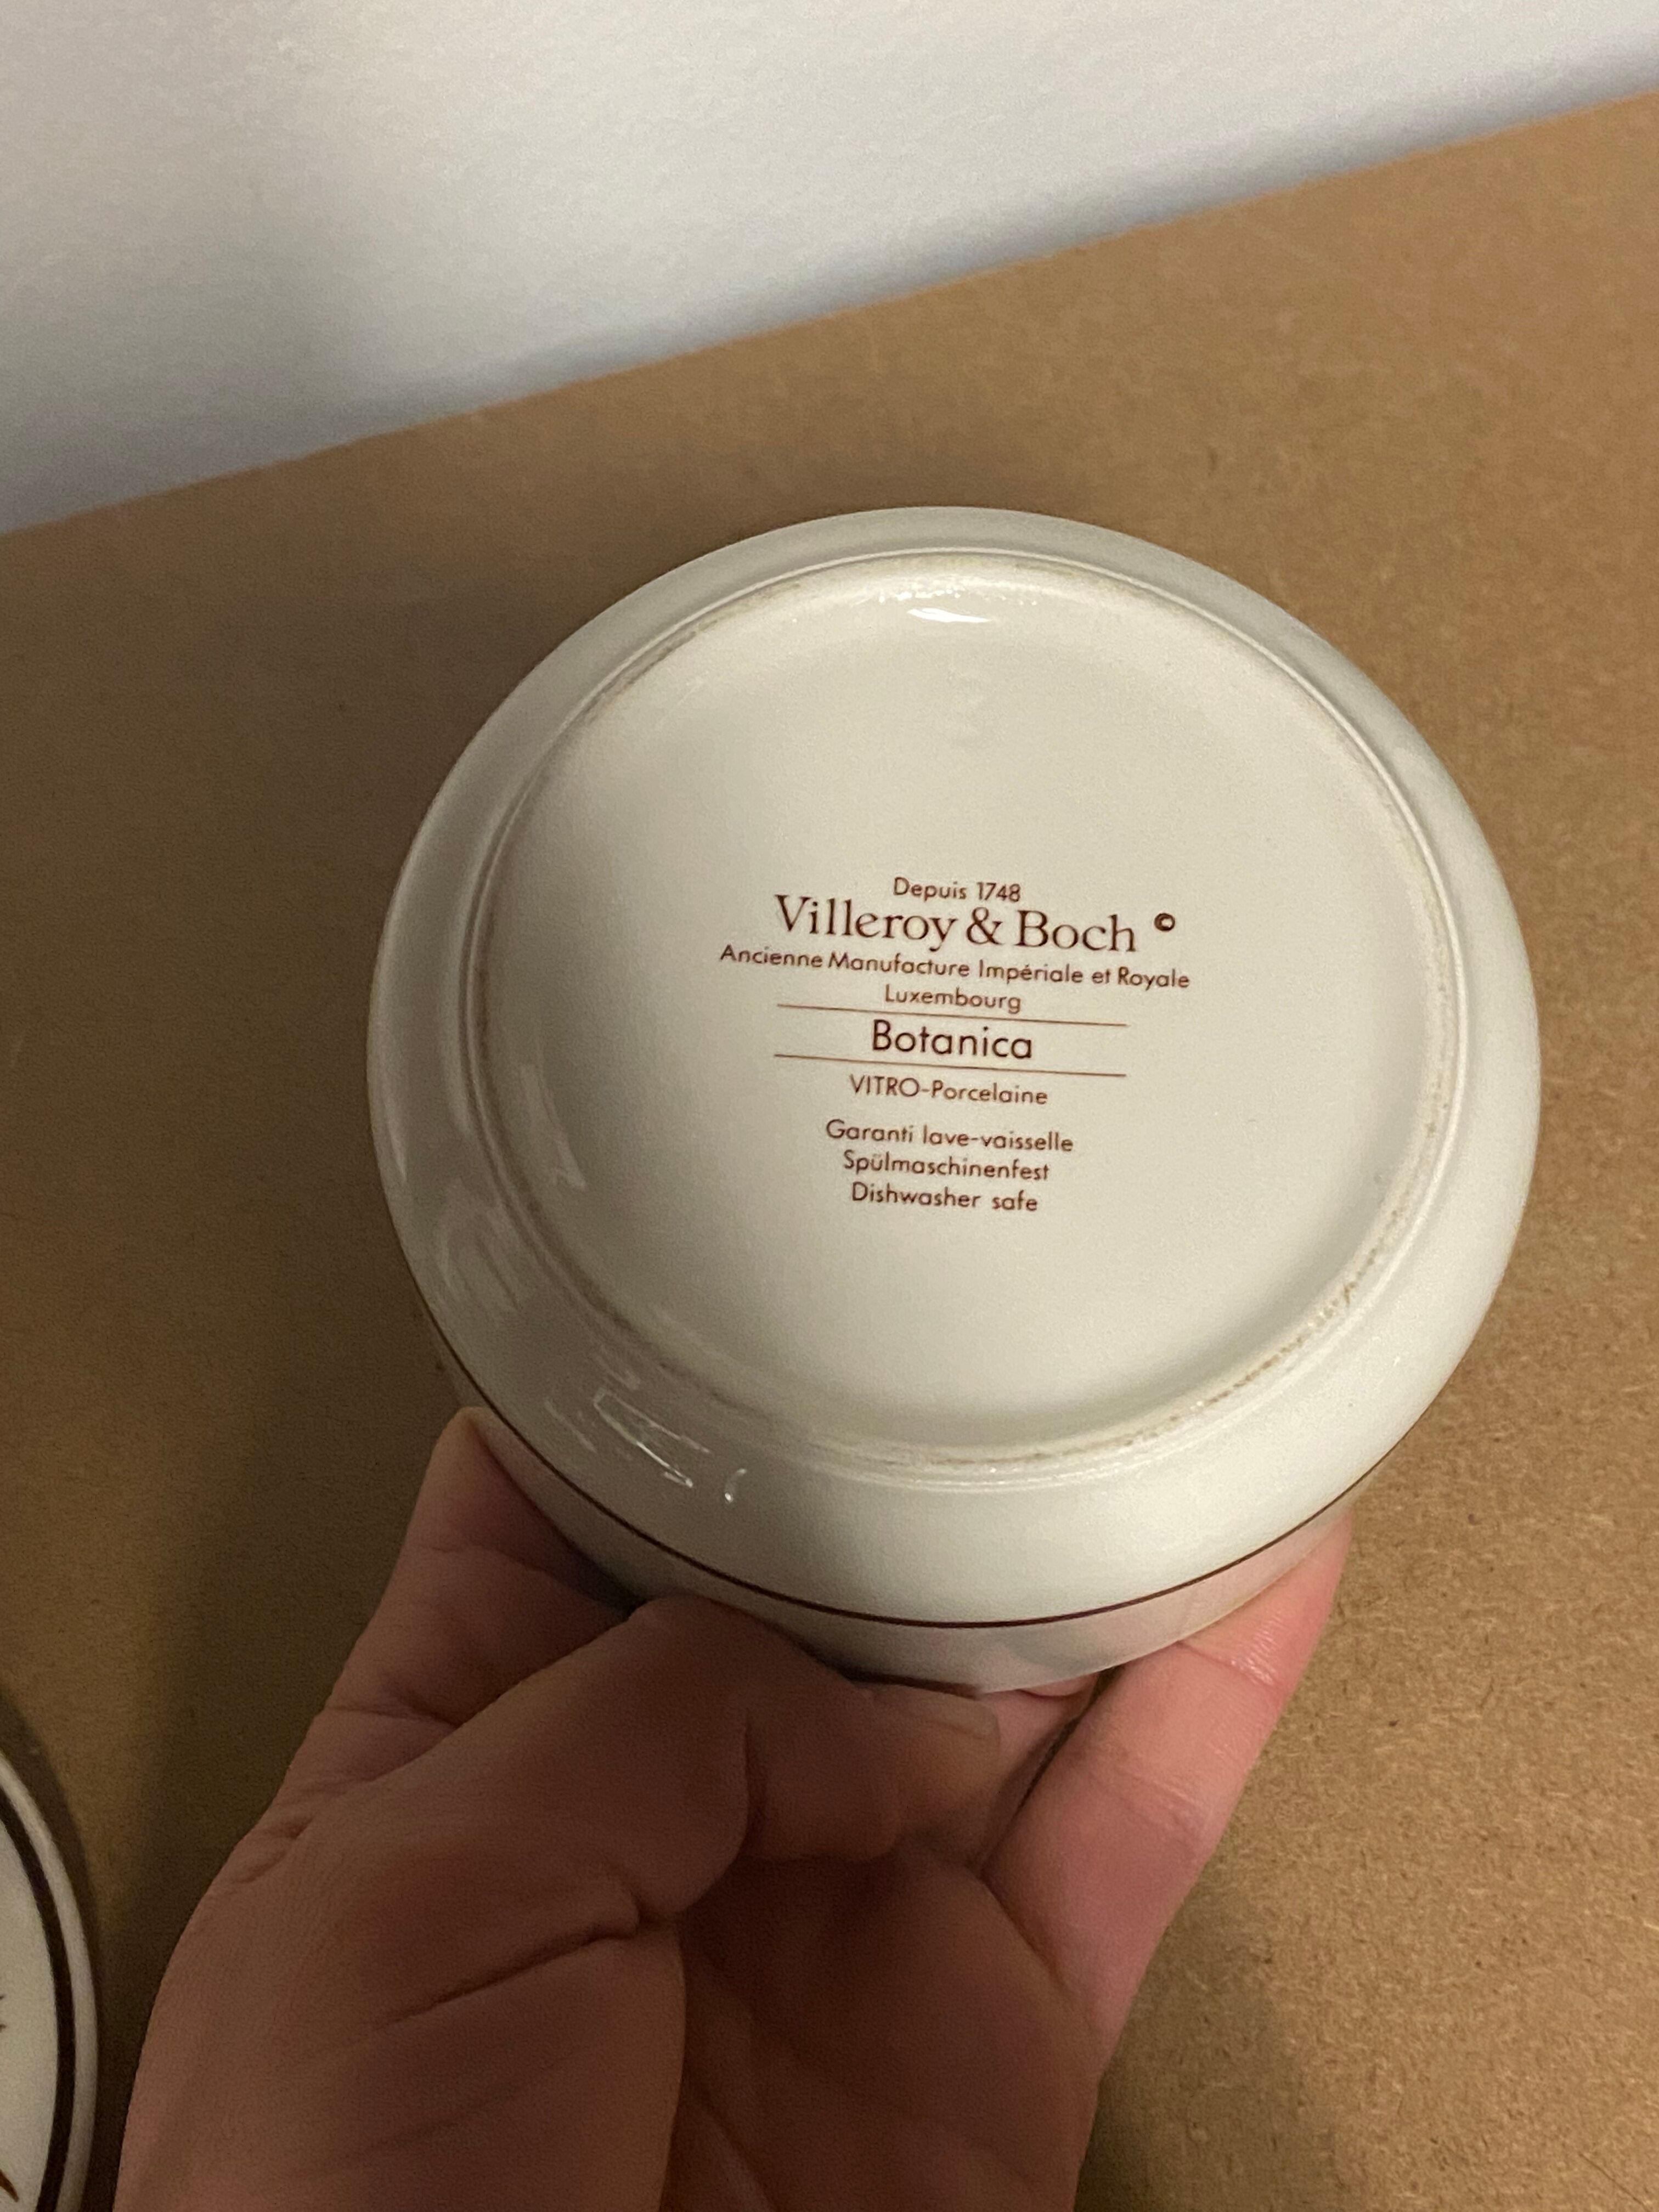 Depuis 1748
Villeroy & Boch ©
Ancienne Manufacture Impériale et Royale
Luxembourg
Botanica
VITRO-Porcelaine
Garanti lave-vaisselle
Spülmaschinenfest
Dishwasher safe